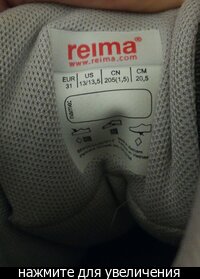 reima®
www.reima.com
EUR US CN CM
31 13/13,5 205(1,5) 20,5
нажмите для увеличения